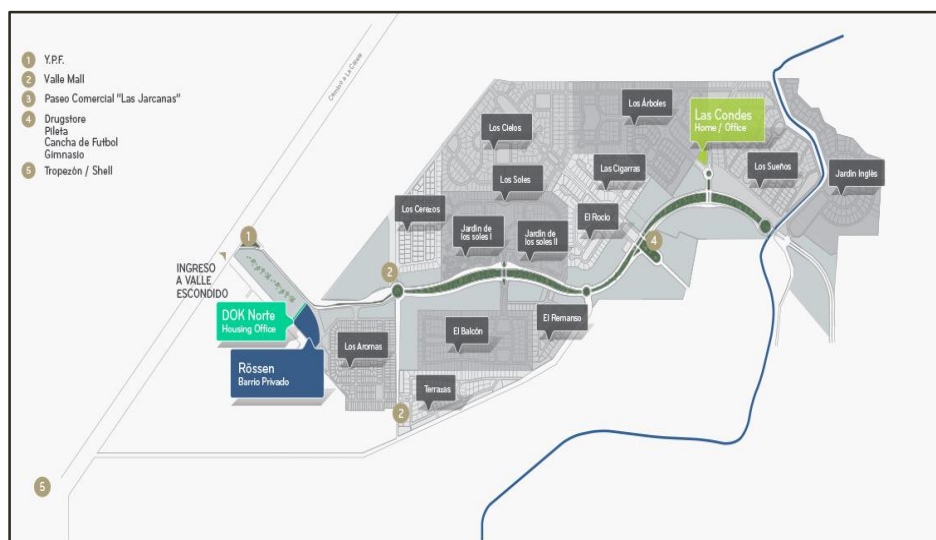 1 Y.P.F.
2 Valle Mall
3 Paseo Comercial "Las Jarcanas"
4 Drugstore
Pileta
Cancha de Futbol
Gimnasio
5 Tropezón / Shell
Los Árboles
Las Condes
Home / Office
Los Cielos
Las Cigarras
Los Sueños
Jardín Inglés
Los Soles
Los Cerezos
El Rocío
Jardín de
los soles I
Jardín de
los soles II
1
4
2
INGRESO
A VALLE
ESCONDIDO
DOK Norte
Housing Office
El Remanso
El Balcón
Los Aromas
Rössen
Barrio Privado
Terrazas
2
5